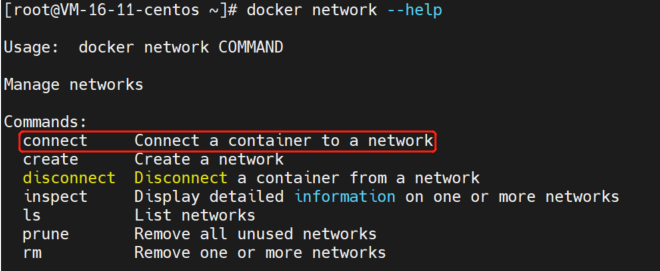 [root@VM-16-11-centos ~]# docker network --help
Usage:  docker network COMMAND
Manage networks
Commands:
  connect     Connect a container to a network
  create      Create a network
  disconnect  Disconnect a container from a network
  inspect     Display detailed information on one or more networks
  ls          List networks
  prune       Remove all unused networks
  rm          Remove one or more networks